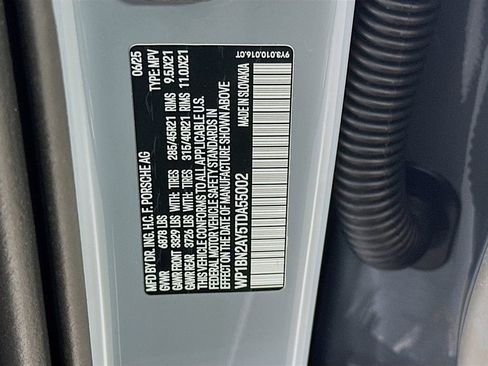 MFD BY DR. ING. H.C. F. PORSCHE AG 06/25
GVWR 6878 LBS TYPE: MPV
GAWR FRONT 3329 LBS WITH: TIRES 285/45R21 RIMS 9.5JX21
GAWR REAR 3726 LBS WITH: TIRES 315/40R21 RIMS 11.0JX21
THIS VEHICLE CONFORMS TO ALL APPLICABLE U.S.
FEDERAL MOTOR VEHICLE SAFETY STANDARDS IN EFFECT
ON THE DATE OF MANUFACTURE SHOWN ABOVE
WP1BN2AY5TDA55002 MADE IN SLOVAKIA
9Y3.010.016.CT